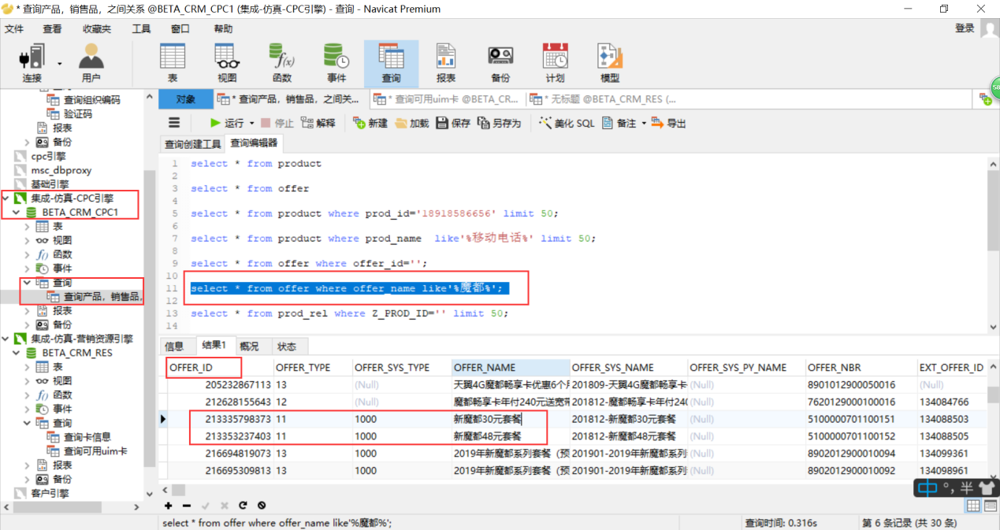 * 查询产品，销售品，之间关系 @BETA_CRM_CPC1 (集成-仿真-CPC引擎) - 查询 - Navicat Premium
文件 查看 收藏夹 工具 窗口 帮助 登录
连接 用户 表 视图 函数 事件 查询 报表 备份 计划 模型
查询组织编码
验证码
报表
备份
cpc引擎
msc_dbproxy
基础引擎
集成-仿真-CPC引擎
BETA_CRM_CPC1
表
视图
函数
事件
查询
查询产品，销售品，
报表
备份
集成-仿真-营销资源引擎
BETA_CRM_RES
表
视图
函数
事件
查询
查询卡信息
查询可用uim卡
报表
备份
客户引擎
对象 * 查询产品，销售品，之间关... * 查询可用uim卡 @BETA_CR... * 无标题 @BETA_CRM_RES (...
58
运行 停止 解释 新建 加载 保存 另存为 美化 SQL 备注 导出
查询创建工具 查询编辑器
1 select * from product
2
3 select * from offer
4
5 select * from product where prod_id='18918586656' limit 50;
6
7 select * from product where prod_name like'%移动电话%' limit 50;
8
9 select * from offer where offer_id='';
10
11 select * from offer where offer_name like'%魔都%';
12
13 select * from prod_rel where Z_PROD_ID='' limit 50;
14
信息 结果1 概况 状态
OFFER_ID OFFER_TYPE OFFER_SYS_TYPE OFFER_NAME OFFER_SYS_NAME OFFER_SYS_PY_NAME OFFER_NBR EXT_OFFER_ID
205232867113 13 (Null) 天翼4G魔都畅享卡优惠6个月 201809-天翼4G魔都畅享卡 (Null) 8901012900050016 (Null)
212628155643 12 (Null) 魔都畅享卡年付240元送宽带 201812-魔都畅享卡年付240 (Null) 7620129000100016 134084766
213335798373 11 1000 新魔都30元套餐 201812-新魔都30元套餐 (Null) 5100000701100151 134088503
213353237403 11 1000 新魔都48元套餐 201812-新魔都48元套餐 (Null) 5100000701100152 134088505
216694819073 13 1000 2019年新魔都系列套餐（预 201901-2019年新魔都系列 (Null) 8902012900010094 134099361
216695309813 13 1000 2019年新魔都系列套餐（预 201901-2019年新魔都系列 (Null) 8902012900010092 134098961
中 °, 半
select * from offer where offer_name like'%魔都%'; 查询时间: 0.316s 第 6 条记录 (共 30 条)